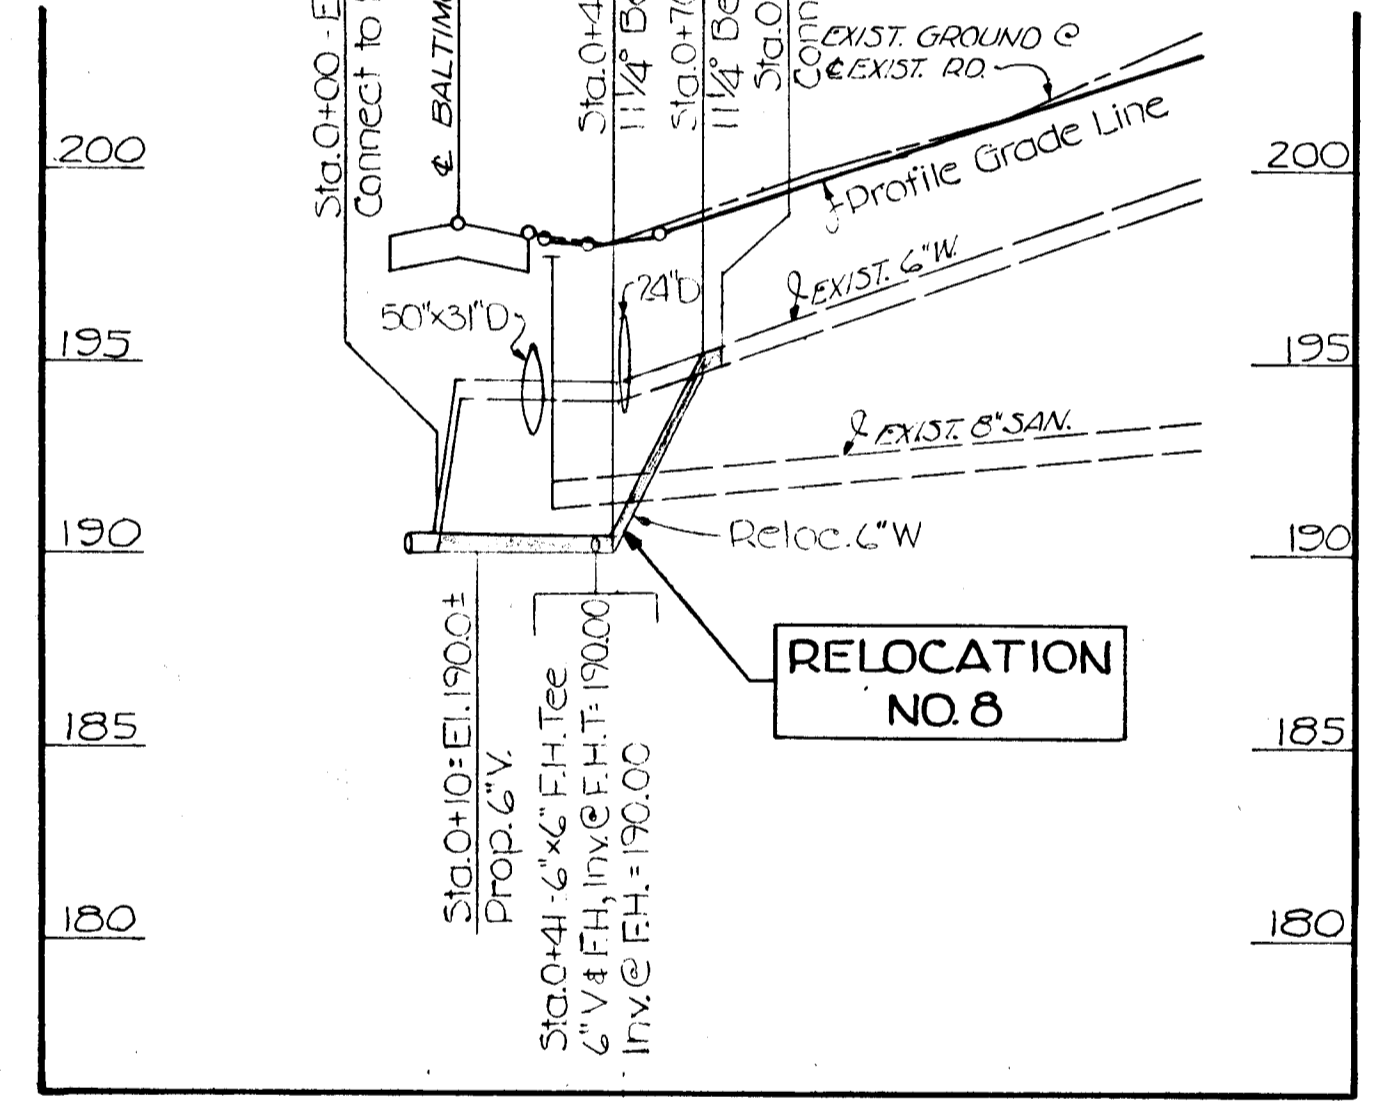 Sta.0+00 - E
Connect to
℄ BALTIM
Sta.0+4
11¼° Be
Sta.0+7
11¼° Be
Sta.0
Conn
EXIST. GROUND @
℄ EXIST. RD.
Profile Grade Line
200
200
EXIST. 6"W.
24"D
50"x31"D
195
195
EXIST. 8"SAN.
190
Reloc. 6"W
190
RELOCATION
NO. 8
Sta.0+10=El.190.0±
Prop. 6"V.
Sta.0+41-6"x6" F.H. Tee
6"V & F.H, Inv.@F.H.T=190.00
Inv.@ F.H.=190.00
185
185
180
180